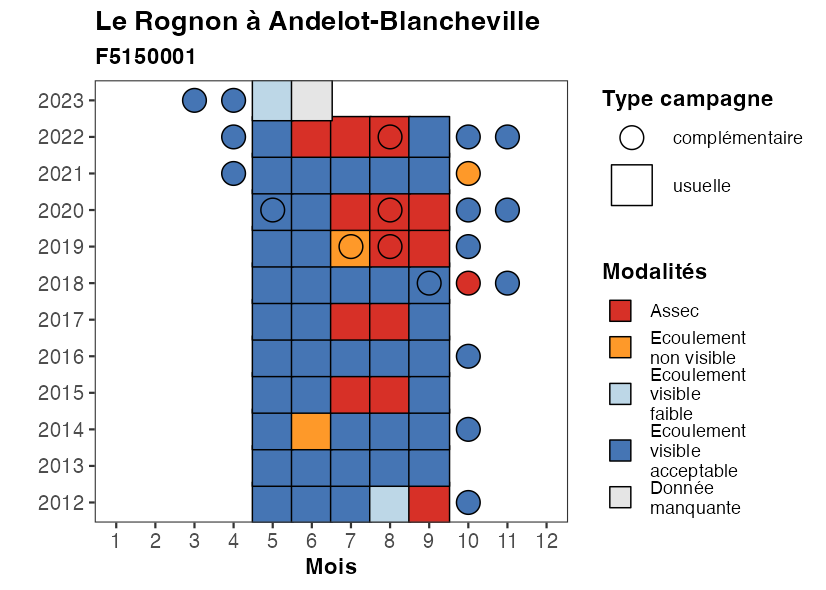 Le Rognon à Andelot-Blancheville
F5150001
2023
2022
2021
2020
2019
2018
2017
2016
2015
2014
2013
2012
1 2 3 4 5 6 7 8 9 10 11 12
Mois
Type campagne
complémentaire
usuelle
Modalités
Assec
Ecoulement
non visible
Ecoulement
visible
faible
Ecoulement
visible
acceptable
Donnée
manquante